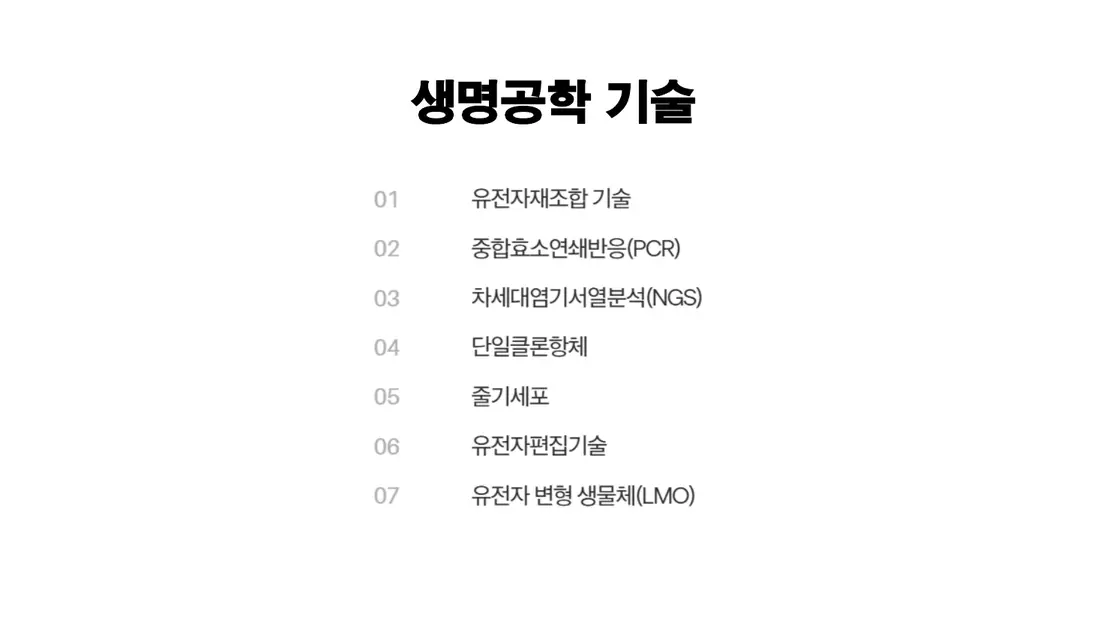 생명공학 기술
01 유전자재조합 기술
02 중합효소연쇄반응(PCR)
03 차세대염기서열분석(NGS)
04 단일클론항체
05 줄기세포
06 유전자편집기술
07 유전자 변형 생물체(LMO)